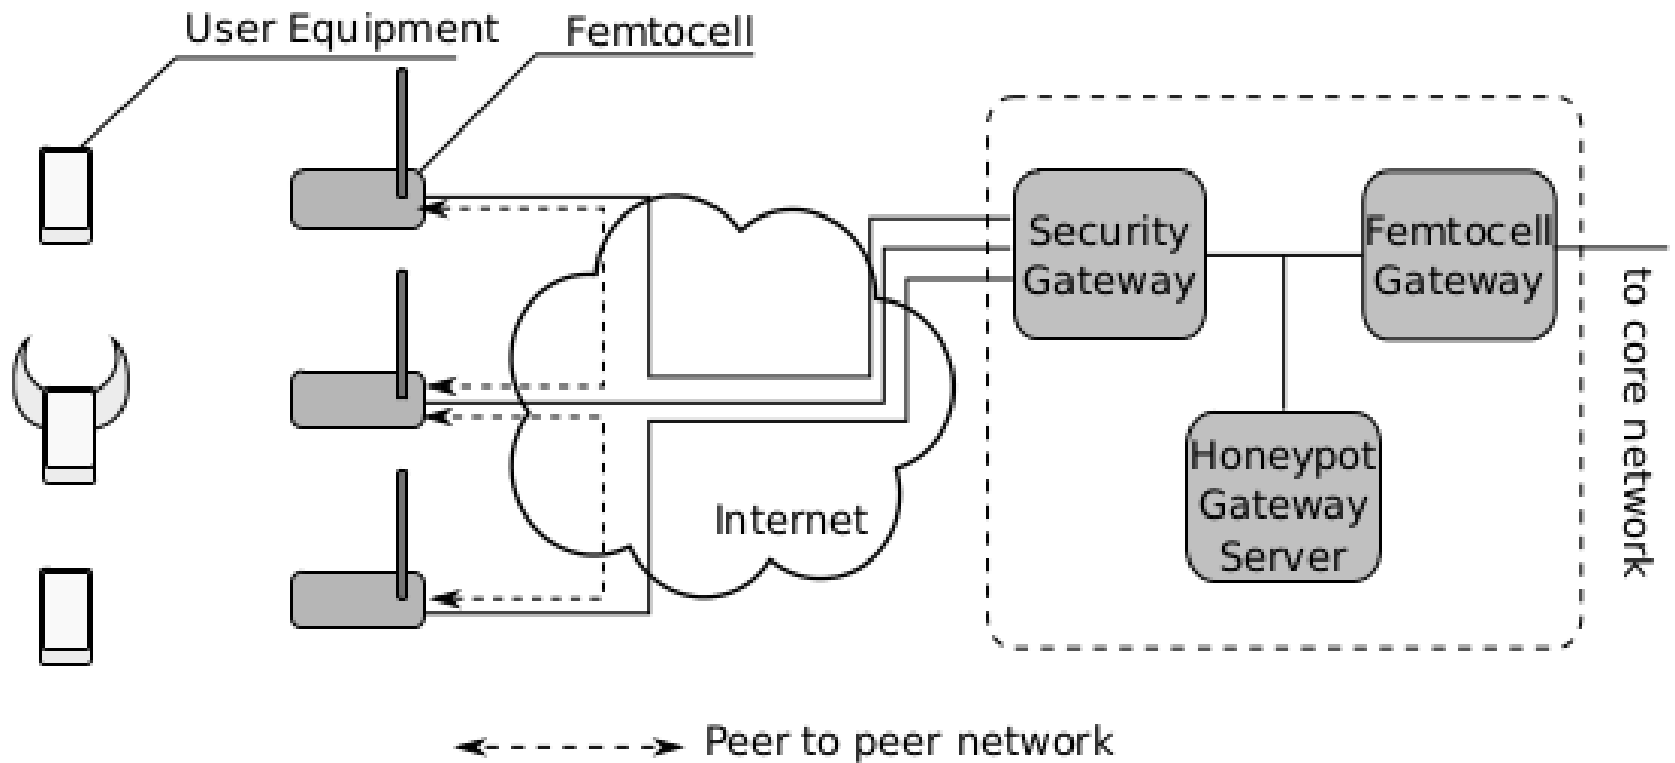 User Equipment
Femtocell
Security
Gateway
Femtocell
Gateway
to core network
Honeypot
Gateway
Server
Internet
Peer to peer network